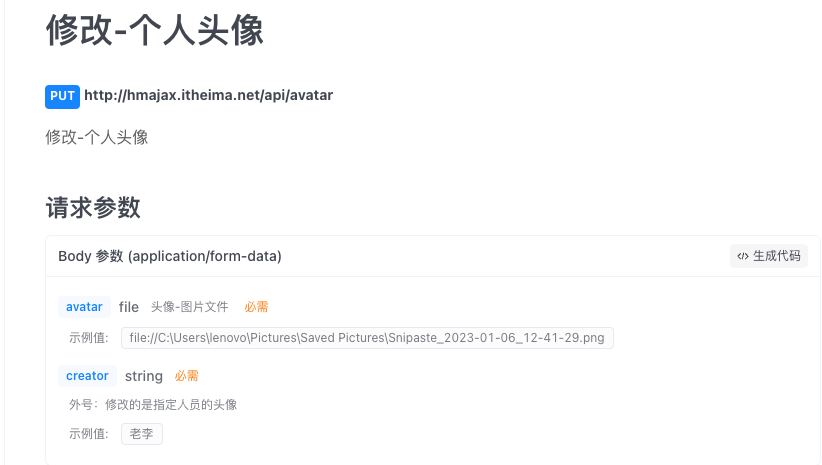 修改-个人头像
PUT http://hmajax.itheima.net/api/avatar
修改-个人头像
请求参数
Body 参数 (application/form-data) 生成代码
avatar file 头像-图片文件 必需
示例值: file://C:\Users\lenovo\Pictures\Saved Pictures\Snipaste_2023-01-06_12-41-29.png
creator string 必需
外号：修改的是指定人员的头像
示例值: 老李